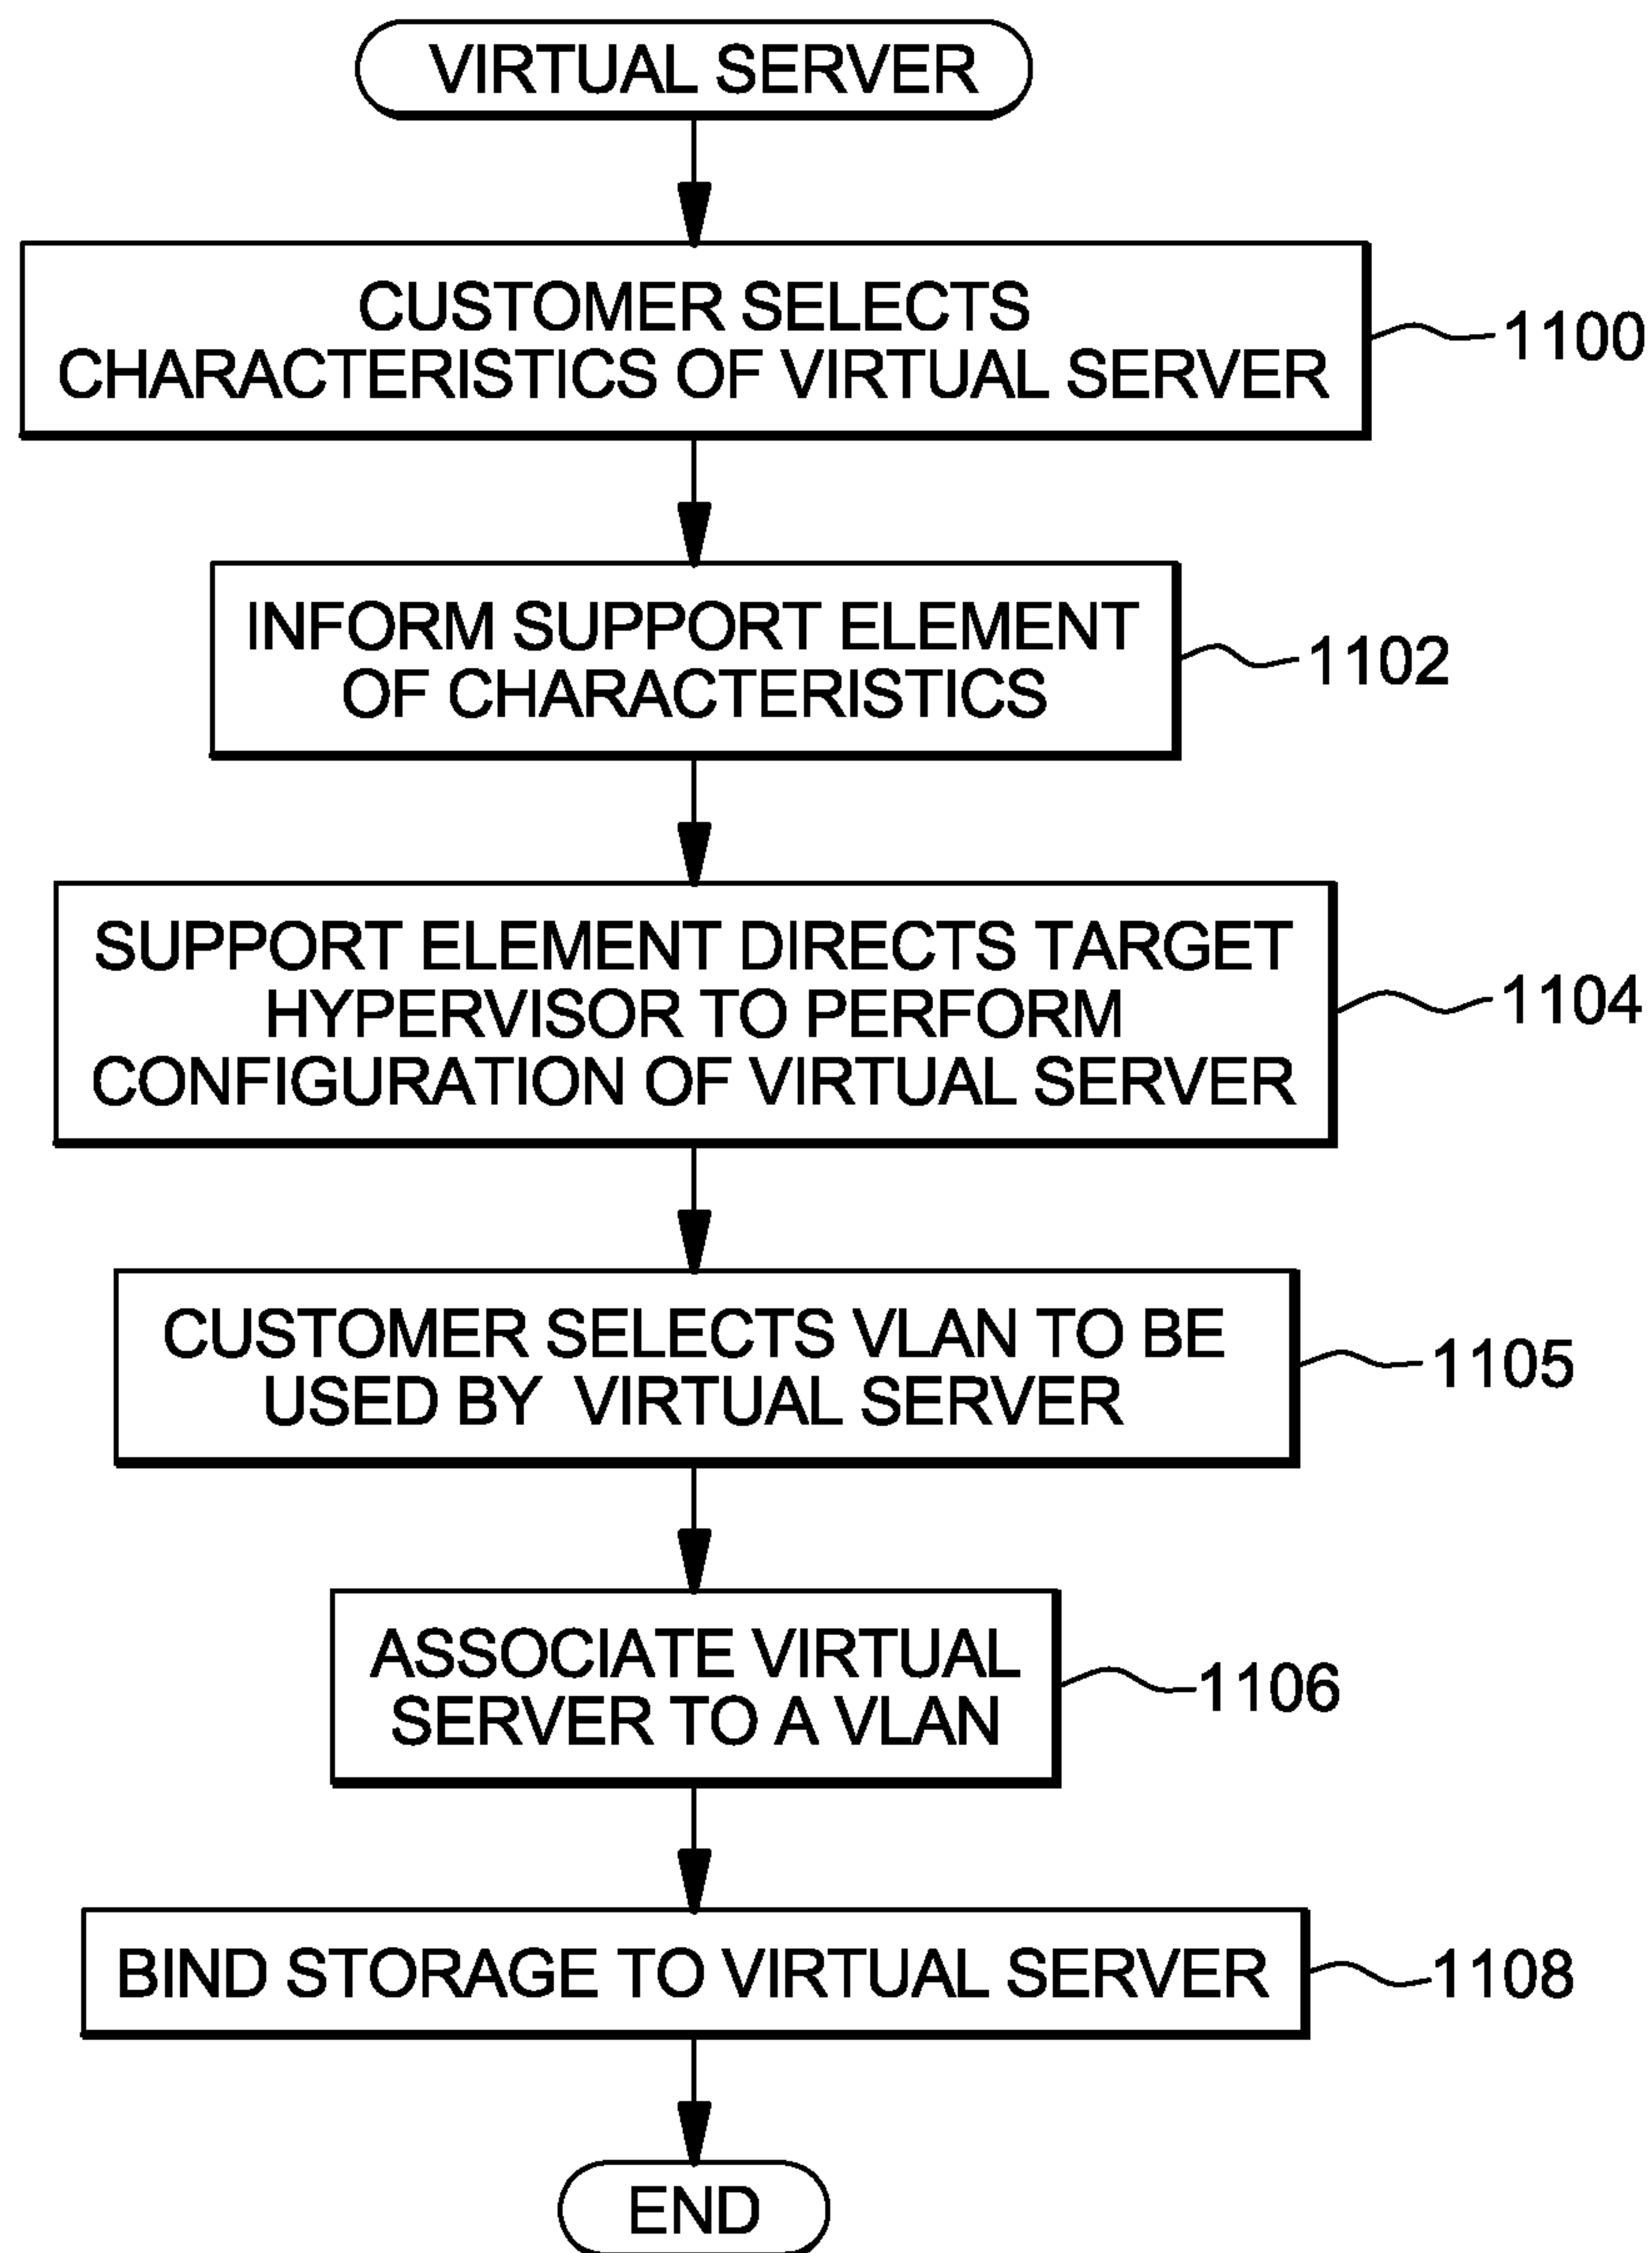 VIRTUAL SERVER
CUSTOMER SELECTS
CHARACTERISTICS OF VIRTUAL SERVER
1100
INFORM SUPPORT ELEMENT
OF CHARACTERISTICS
1102
SUPPORT ELEMENT DIRECTS TARGET
HYPERVISOR TO PERFORM
CONFIGURATION OF VIRTUAL SERVER
1104
CUSTOMER SELECTS VLAN TO BE
USED BY VIRTUAL SERVER
1105
ASSOCIATE VIRTUAL
SERVER TO A VLAN
1106
BIND STORAGE TO VIRTUAL SERVER
1108
END